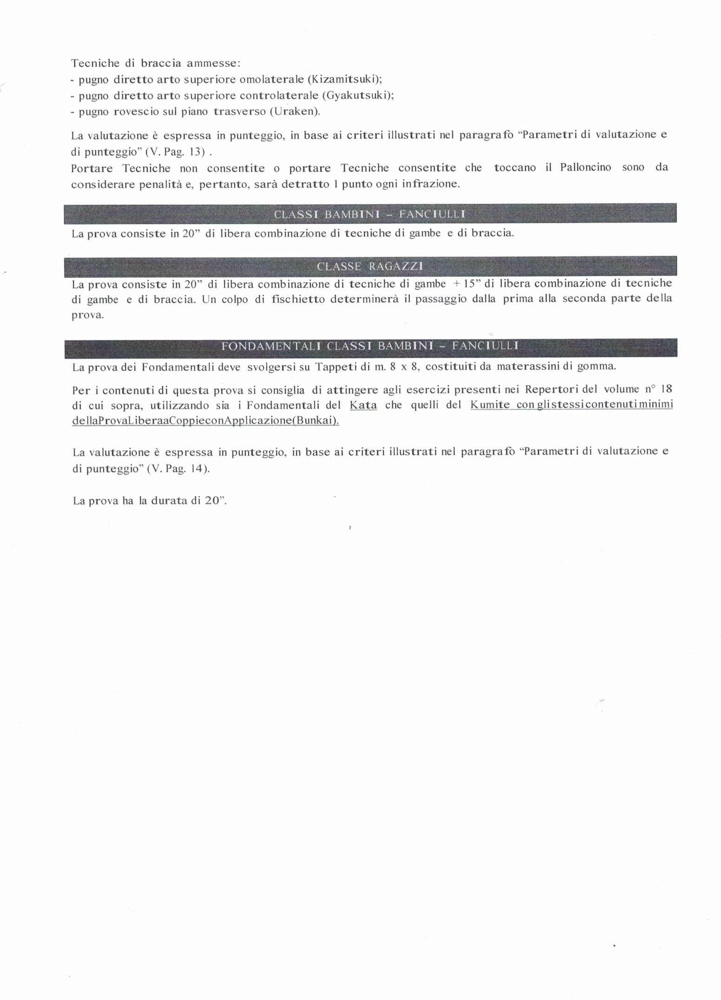 Tecniche di braccia ammesse:
- pugno diretto arto superiore omolaterale (Kizamitsuki);
- pugno diretto arto superiore controlaterale (Gyakutsuki);
- pugno rovescio sul piano trasverso (Uraken).
La valutazione è espressa in punteggio, in base ai criteri illustrati nel paragrafo “Parametri di valutazione e
di punteggio” (V. Pag. 13) .
Portare Tecniche non consentite o portare Tecniche consentite che toccano il Palloncino sono da
considerare penalità e, pertanto, sarà detratto 1 punto ogni infrazione.
CLASSI BAMBINI – FANCIULLI
La prova consiste in 20” di libera combinazione di tecniche di gambe e di braccia.
CLASSE RAGAZZI
La prova consiste in 20” di libera combinazione di tecniche di gambe + 15” di libera combinazione di tecniche
di gambe e di braccia. Un colpo di fischietto determinerà il passaggio dalla prima alla seconda parte della
prova.
FONDAMENTALI CLASSI BAMBINI – FANCIULLI
La prova dei Fondamentali deve svolgersi su Tappeti di m. 8 x 8, costituiti da materassini di gomma.
Per i contenuti di questa prova si consiglia di attingere agli esercizi presenti nei Repertori del volume n° 18
di cui sopra, utilizzando sia i Fondamentali del Kata che quelli del Kumite con glistessicontenutiminimi
dellaProvaLiberaaCoppieconApplicazione(Bunkai).
La valutazione è espressa in punteggio, in base ai criteri illustrati nel paragrafo “Parametri di valutazione e
di punteggio” (V. Pag. 14).
La prova ha la durata di 20”.